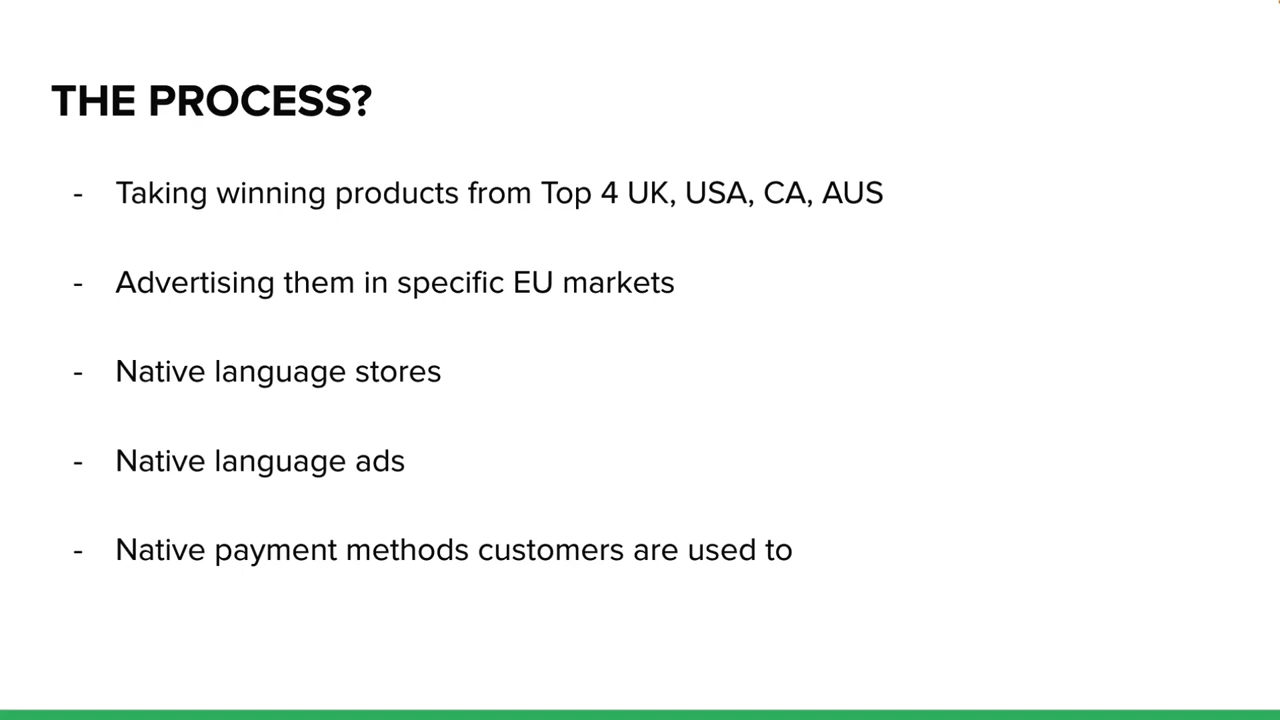 THE PROCESS?
- Taking winning products from Top 4 UK, USA, CA, AUS
- Advertising them in specific EU markets
- Native language stores
- Native language ads
- Native payment methods customers are used to